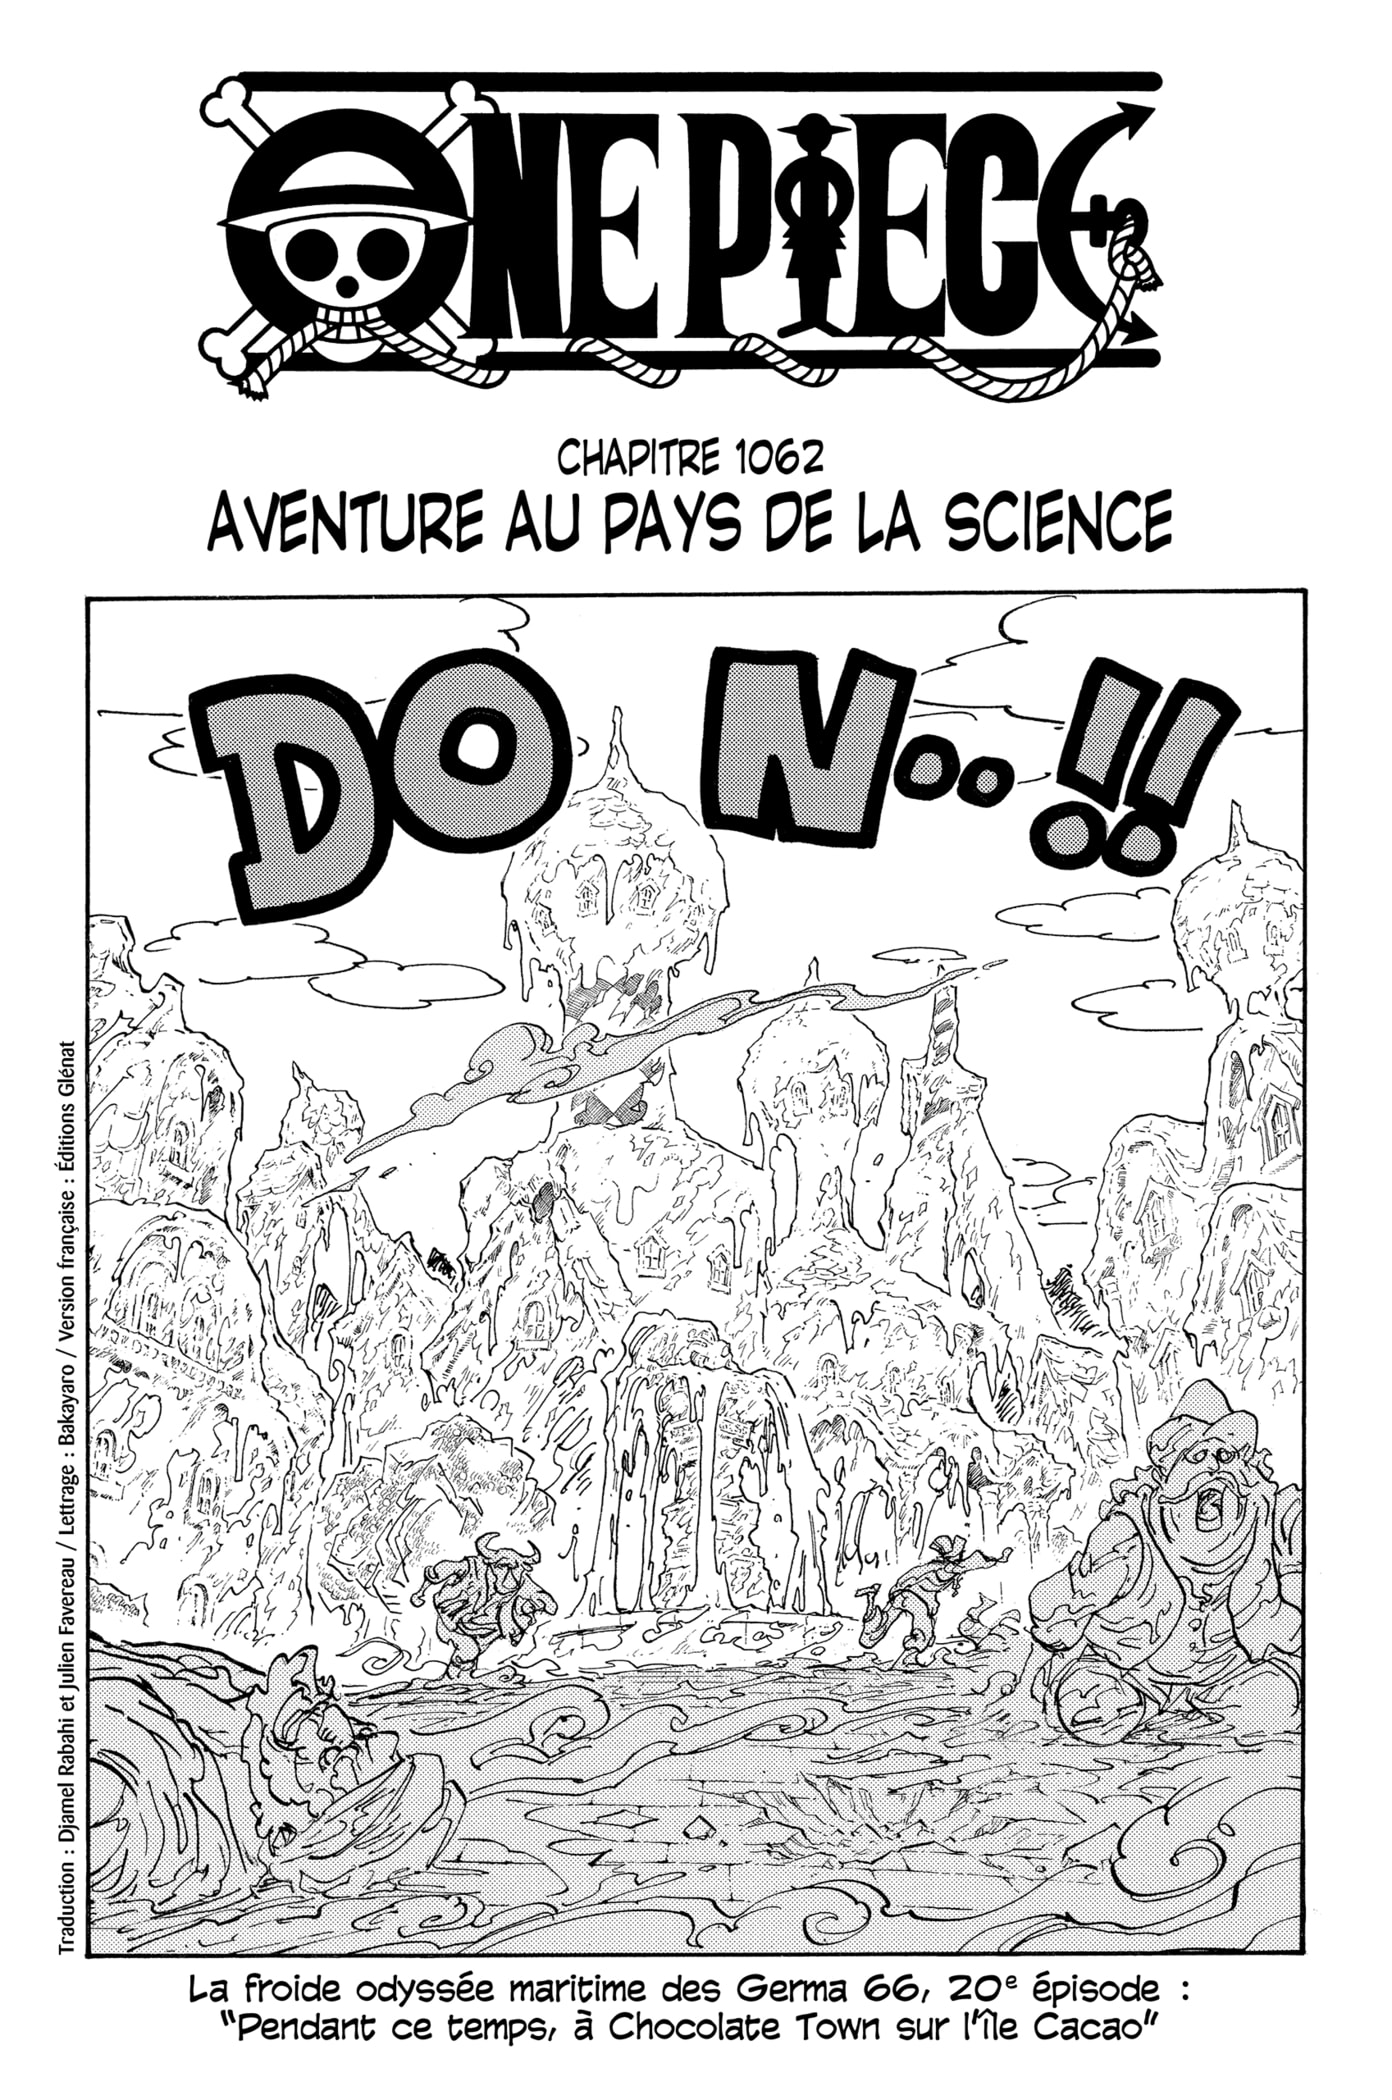 ONE PIECE
CHAPITRE 1062
AVENTURE AU PAYS DE LA SCIENCE
DO N..!!
Traduction : Djamel Rabahi et Julien Favereau / Lettrage : Bakayaro / Version française : Éditions Glénat
La froide odyssée maritime des Germa 66, 20e épisode :
"Pendant ce temps, à Chocolate Town sur l'île Cacao"